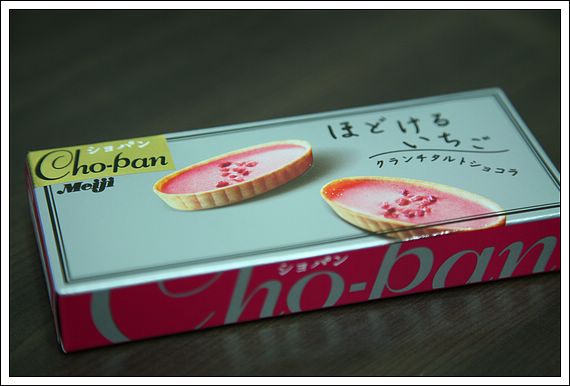 ショパン
Cho-pan
Meiji
ほどける
いちご
クランチタルトショコラ
ショパン
Cho-pan